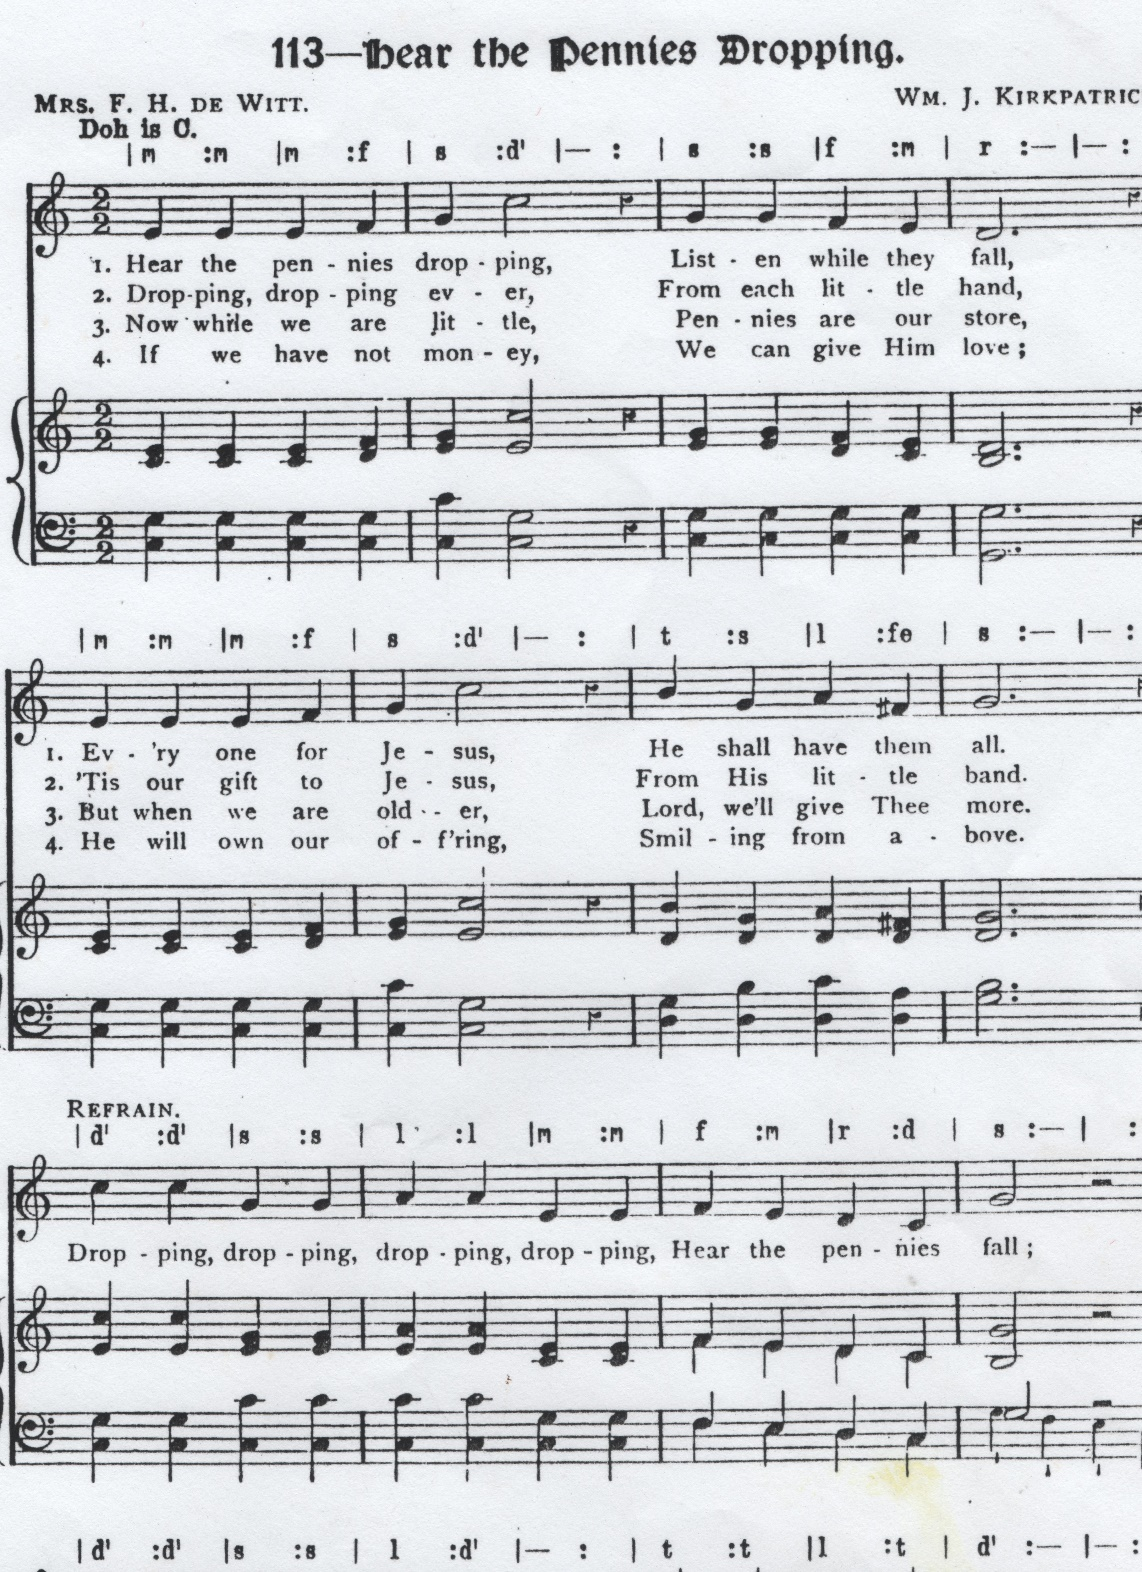 113—Hear the Pennies Dropping.
MRS. F. H. DE WITT. WM. J. KIRKPATRIC
Doh is C.
|m :m |m :f | s :d' |— : | s :s |f :m | r :— |— :
2 2
1. Hear the pen - nies drop - ping, List - en while they fall,
2. Drop-ping, drop - ping ev - er, From each lit - tle hand,
3. Now while we are lit - tle, Pen - nies are our store,
4. If we have not mon - ey, We can give Him love ;
2 2
2 2
|m :m |m :f | s :d' |— : | t :s |l :fe | s :— |— :
1. Ev - 'ry one for Je - sus, He shall have them all.
2. 'Tis our gift to Je - sus, From His lit - tle band.
3. But when we are old - er, Lord, we'll give Thee more.
4. He will own our of - f'ring, Smil - ing from a - bove.
REFRAIN.
|d' :d' |s :s | l :l |m :m | f :m |r :d | s :— | :
Drop - ping, drop - ping, drop - ping, drop - ping, Hear the pen - nies fall ;
|d' :d' |s :s | l :d' |— : | t :t |l :t | d' :— |— :